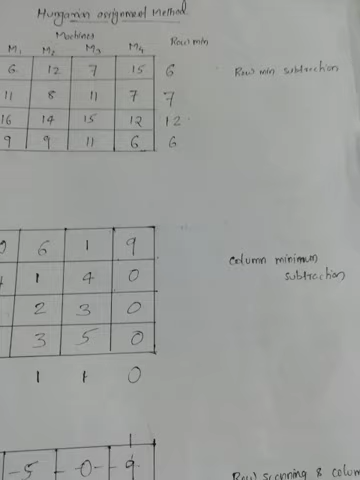 Hungarian assignment Method
Machines
M1 M2 M3 M4 Row min
6 12 7 15 6
Row min subtraction
11 8 11 7 7
16 14 15 12 12
9 9 11 6 6
0 6 1 9
Column minimum
subtraction
1 4 0
2 3 0
3 5 0
1 1 0
-5 -0- 9
Row scanning & colum